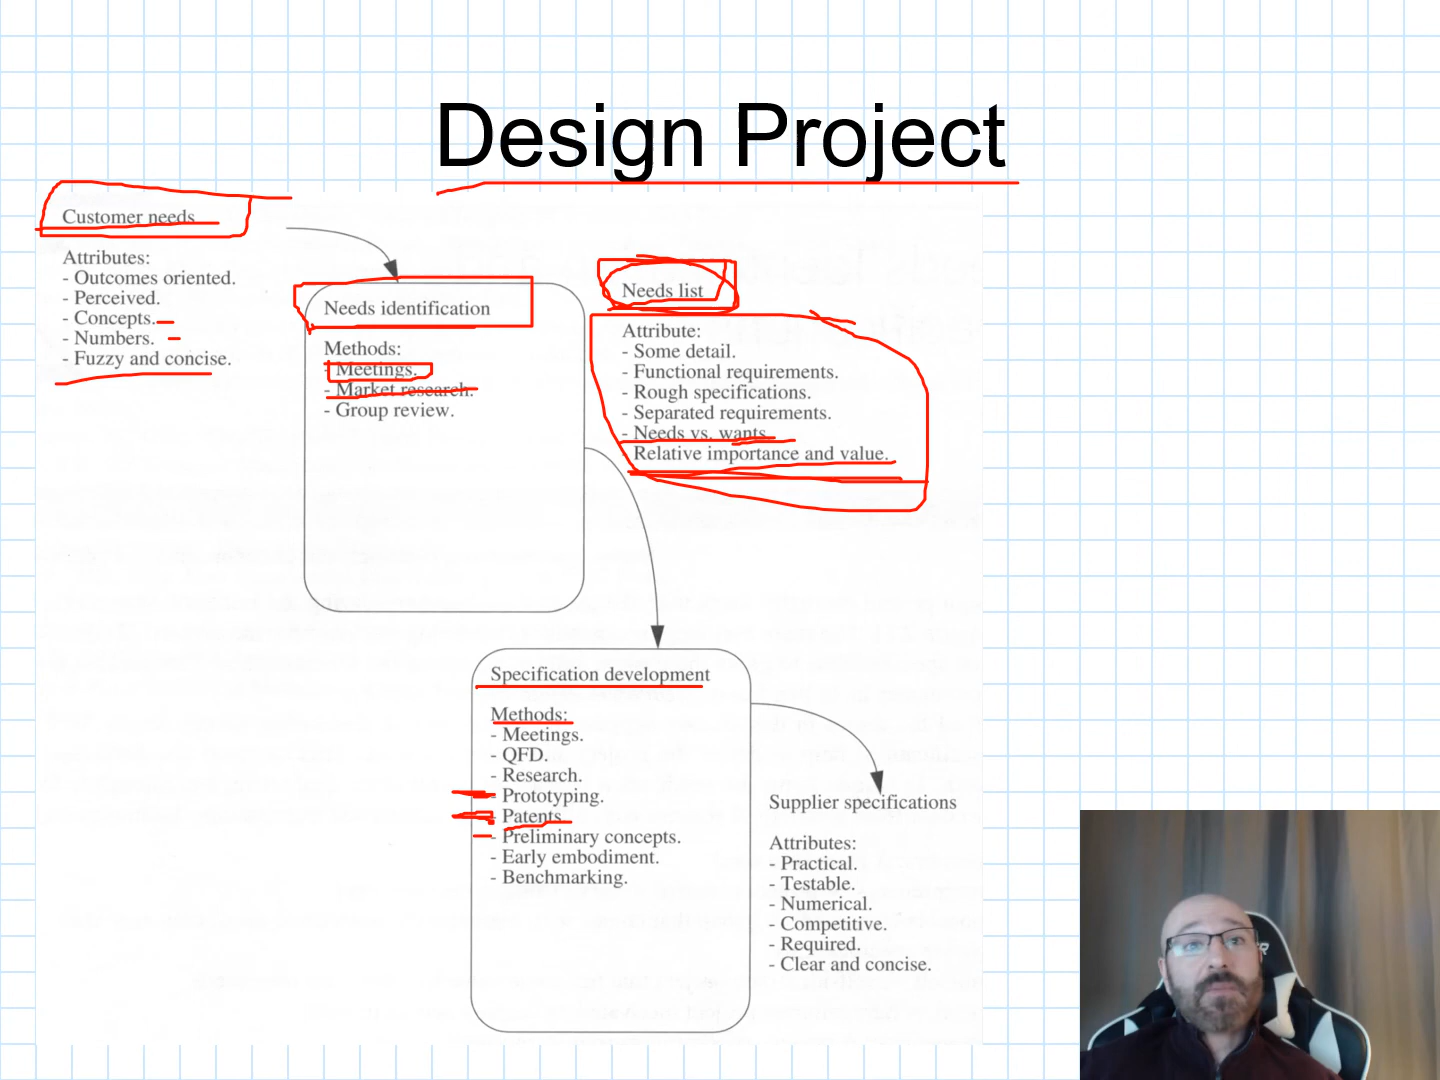 Design Project
Customer needs
Attributes:
- Outcomes oriented.
- Perceived.
- Concepts.
- Numbers.
- Fuzzy and concise.
Needs identification
Methods:
- Meetings.
- Market research.
- Group review.
Needs list
Attribute:
- Some detail.
- Functional requirements.
- Rough specifications.
- Separated requirements.
- Needs vs. wants.
Relative importance and value.
Specification development
Methods:
- Meetings.
- QFD.
- Research.
- Prototyping.
- Patents.
- Preliminary concepts.
- Early embodiment.
- Benchmarking.
Supplier specifications
Attributes:
- Practical.
- Testable.
- Numerical.
- Competitive.
- Required.
- Clear and concise.